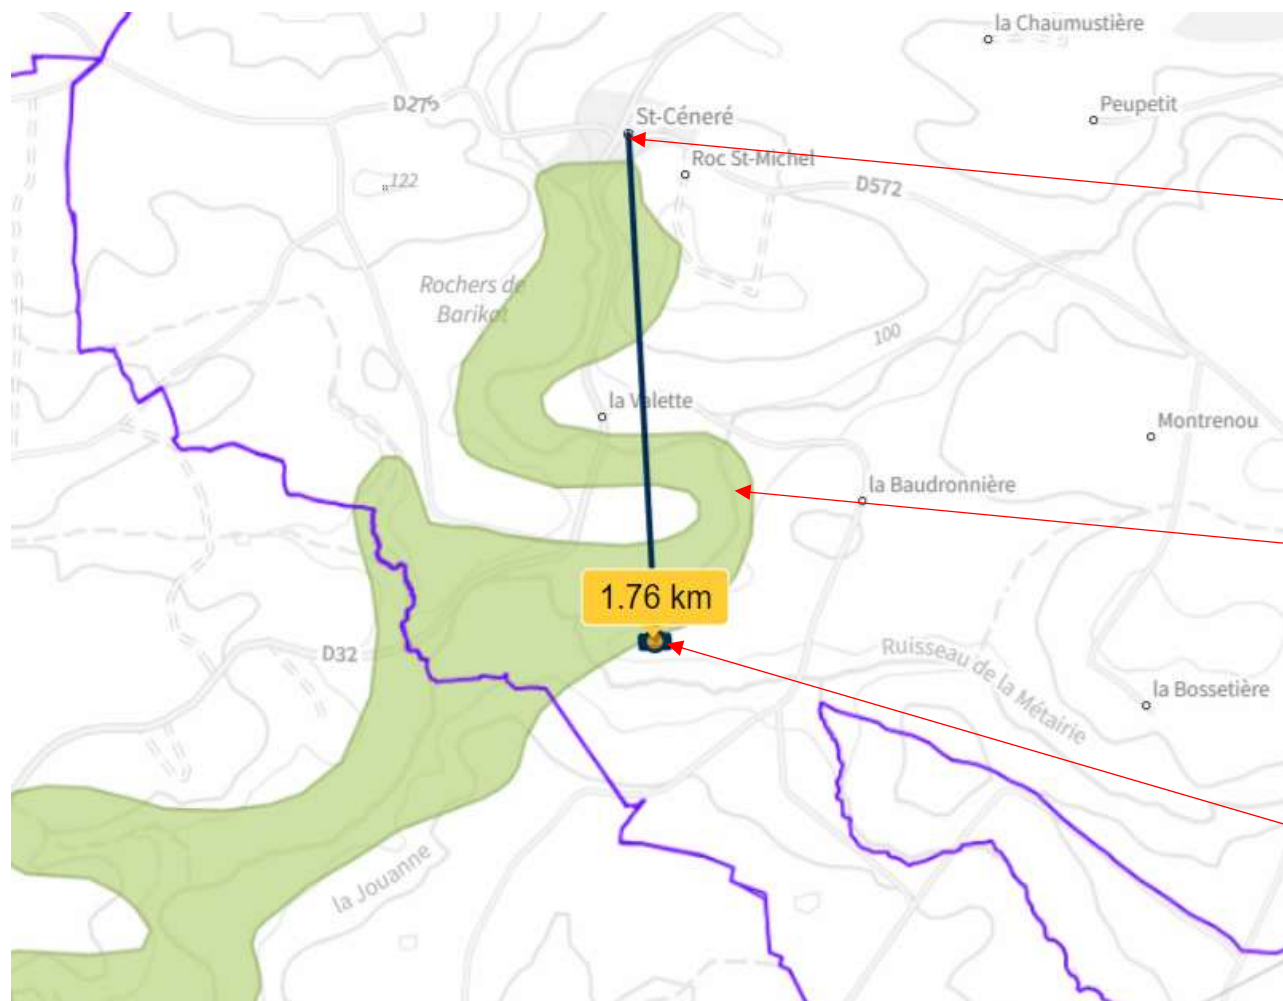 la Chaumustière
D275
Peupetit
St-Céneré
Roc St-Michel
122
D572
Rochers de
Barikot
100
la Valette
Montrenou
la Baudronnière
1.76 km
D32
Ruisseau de la Métairie
la Bossetière
la Jouanne